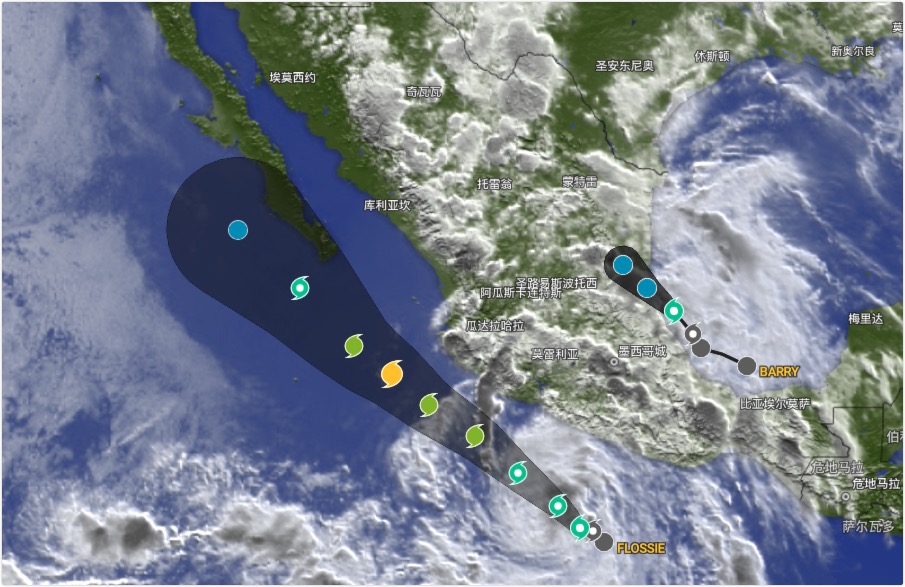 莫
新奥尔良
休斯顿
圣安东尼奥
埃莫西约
奇瓦瓦
托雷翁
蒙特雷
库利亚坎
圣路易斯波托西
阿瓜斯卡连特斯
瓜达拉哈拉
梅里达
莫雷利亚
墨西哥城
BARRY
比亚埃尔莫萨
伯利
危地马拉
危地马拉
萨尔瓦多
FLOSSIE